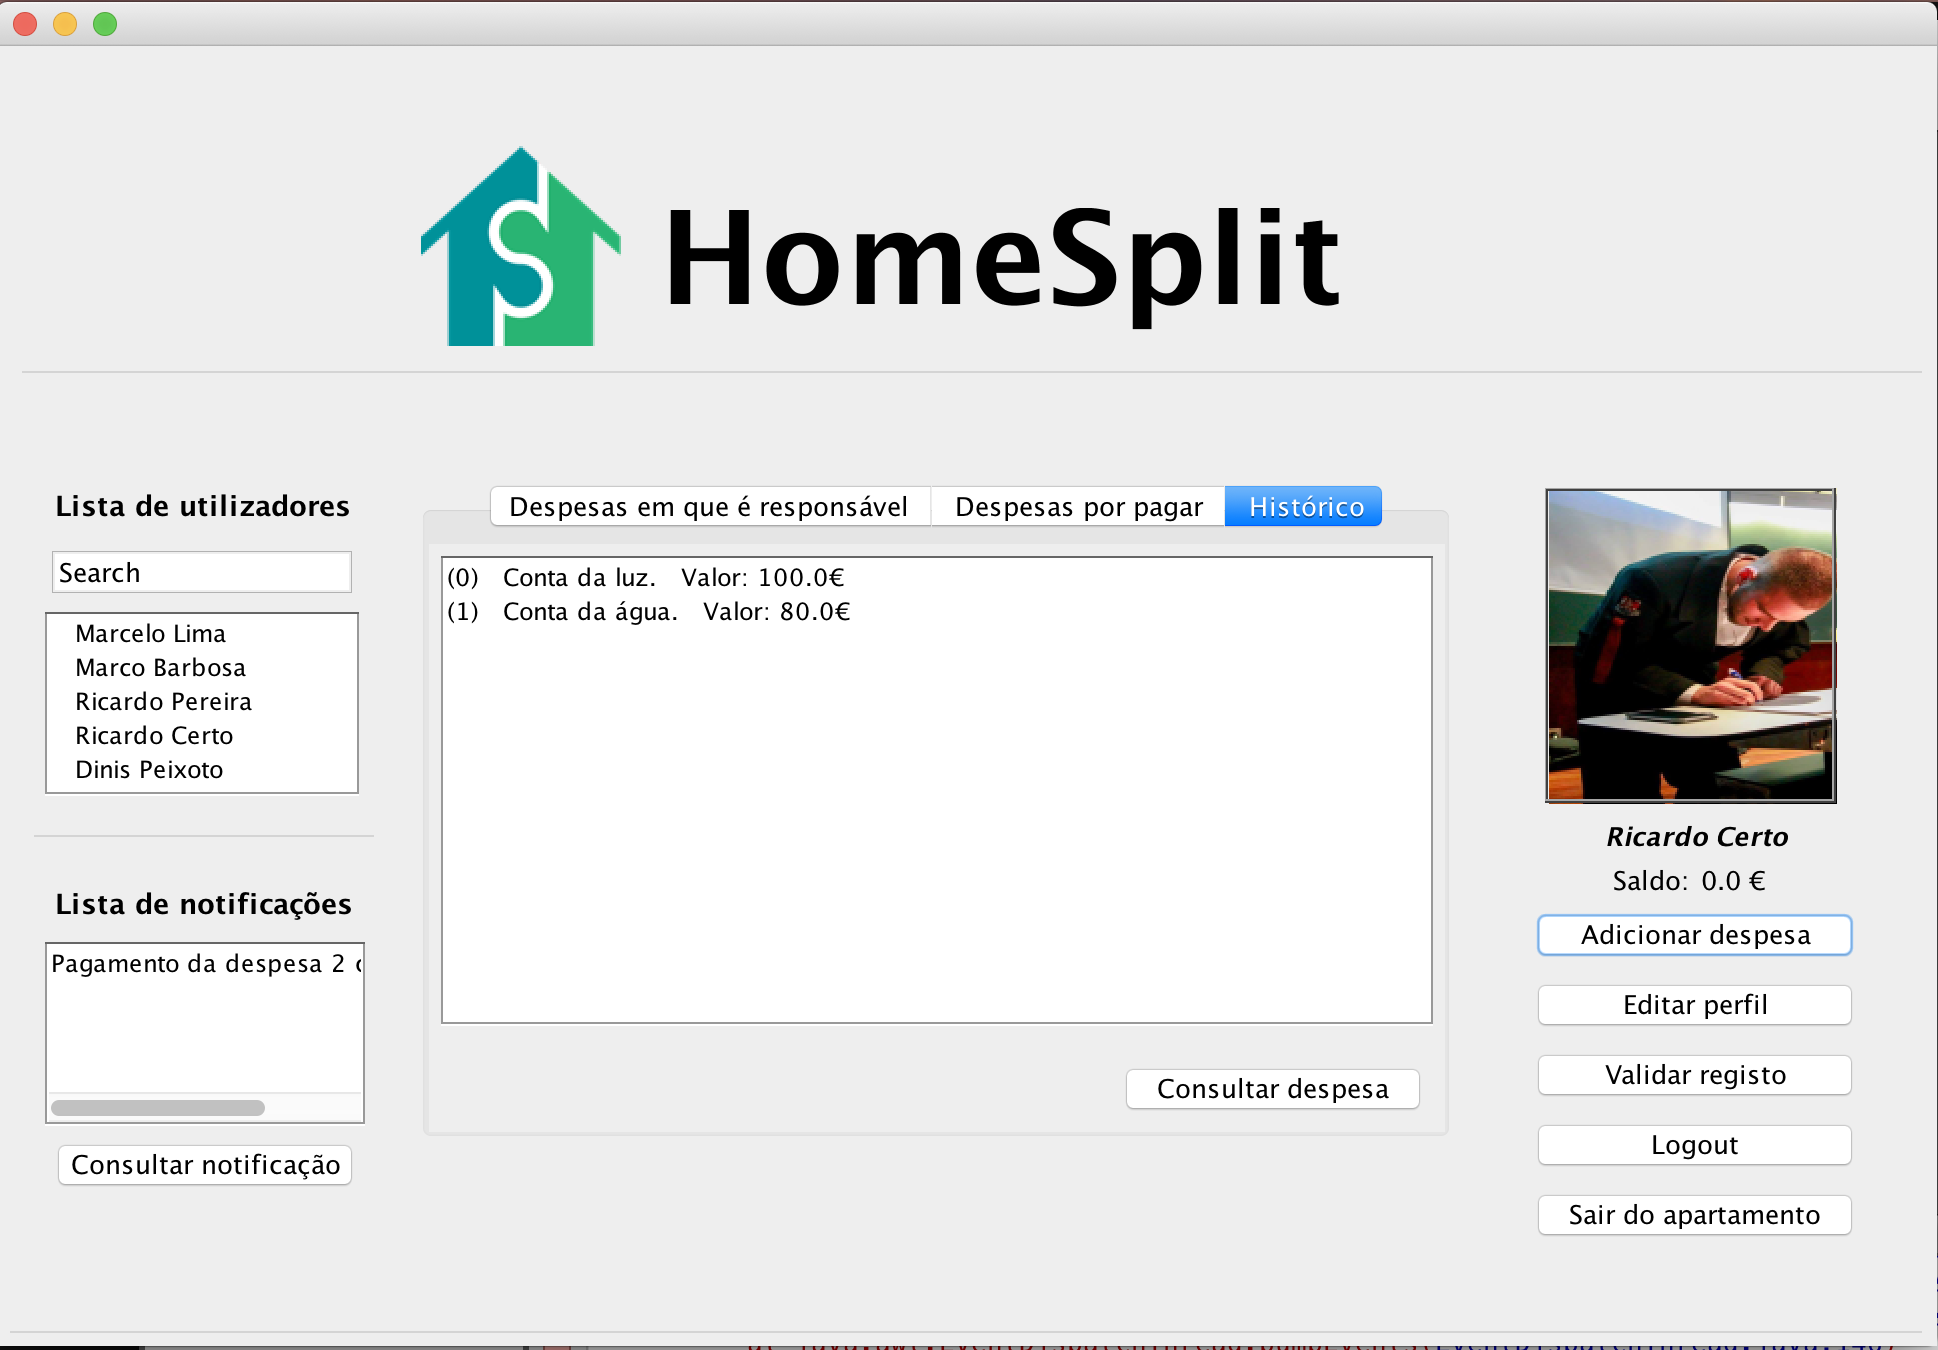 HomeSplit
Lista de utilizadores
Search
Marcelo Lima
Marco Barbosa
Ricardo Pereira
Ricardo Certo
Dinis Peixoto
Lista de notificações
Pagamento da despesa 2
Consultar notificação
Despesas em que é responsável
Despesas por pagar
Histórico
(0) Conta da luz. Valor: 100.0€
(1) Conta da água. Valor: 80.0€
Consultar despesa
Ricardo Certo
Saldo: 0.0 €
Adicionar despesa
Editar perfil
Validar registo
Logout
Sair do apartamento